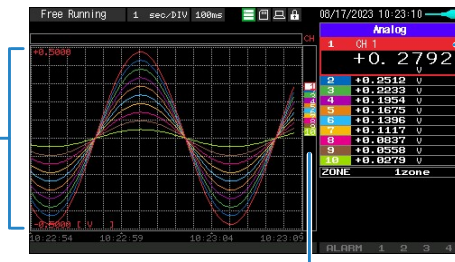 Free Running 1 sec/DIV 100ms 08/17/2023 10:23:10
CH
Analog
1 CH 1
+0.2792
V
2 +0.2512 V
3 +0.2233 V
4 +0.1954 V
5 +0.1675 V
6 +0.1396 V
7 +0.1117 V
8 +0.0837 V
9 +0.0558 V
10 +0.0279 V
ZONE 1zone
+0.5000
-0.5000 [ V ]
10:22:54 10:22:59 10:23:04 10:23:09
ALARM 1 2 3 4